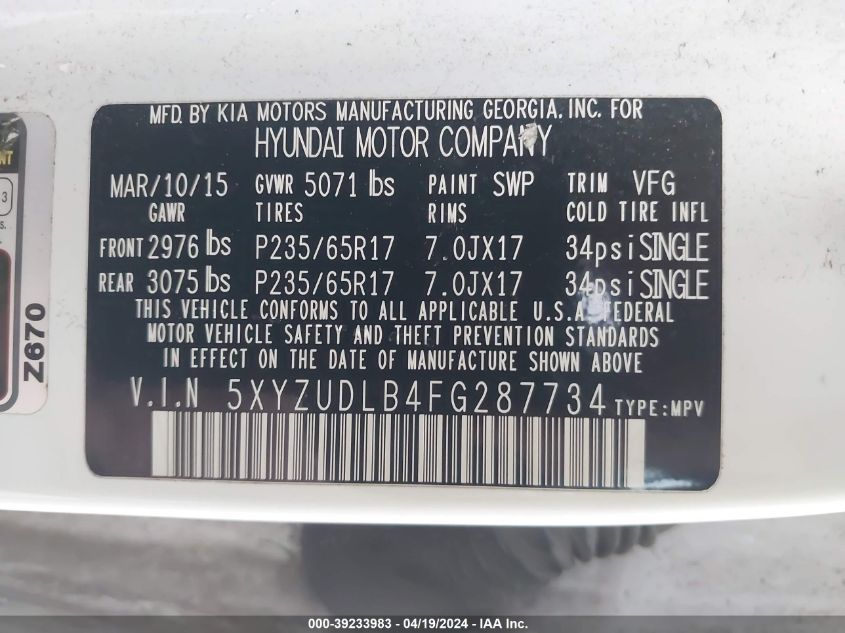 MFD. BY KIA MOTORS MANUFACTURING GEORGIA, INC. FOR
HYUNDAI MOTOR COMPANY
MAR/10/15 GVWR 5071 lbs PAINT SWP TRIM VFG
GAWR TIRES RIMS COLD TIRE INFL
FRONT 2976 lbs P235/65R17 7.0JX17 34psi SINGLE
REAR 3075 lbs P235/65R17 7.0JX17 34psi SINGLE
THIS VEHICLE CONFORMS TO ALL APPLICABLE U.S.A. FEDERAL
MOTOR VEHICLE SAFETY AND THEFT PREVENTION STANDARDS
IN EFFECT ON THE DATE OF MANUFACTURE SHOWN ABOVE
V.I.N 5XYZUDLB4FG287734 TYPE:MPV
Z670
NT
3
s.
000-39233983 - 04/19/2024 - IAAI Inc.